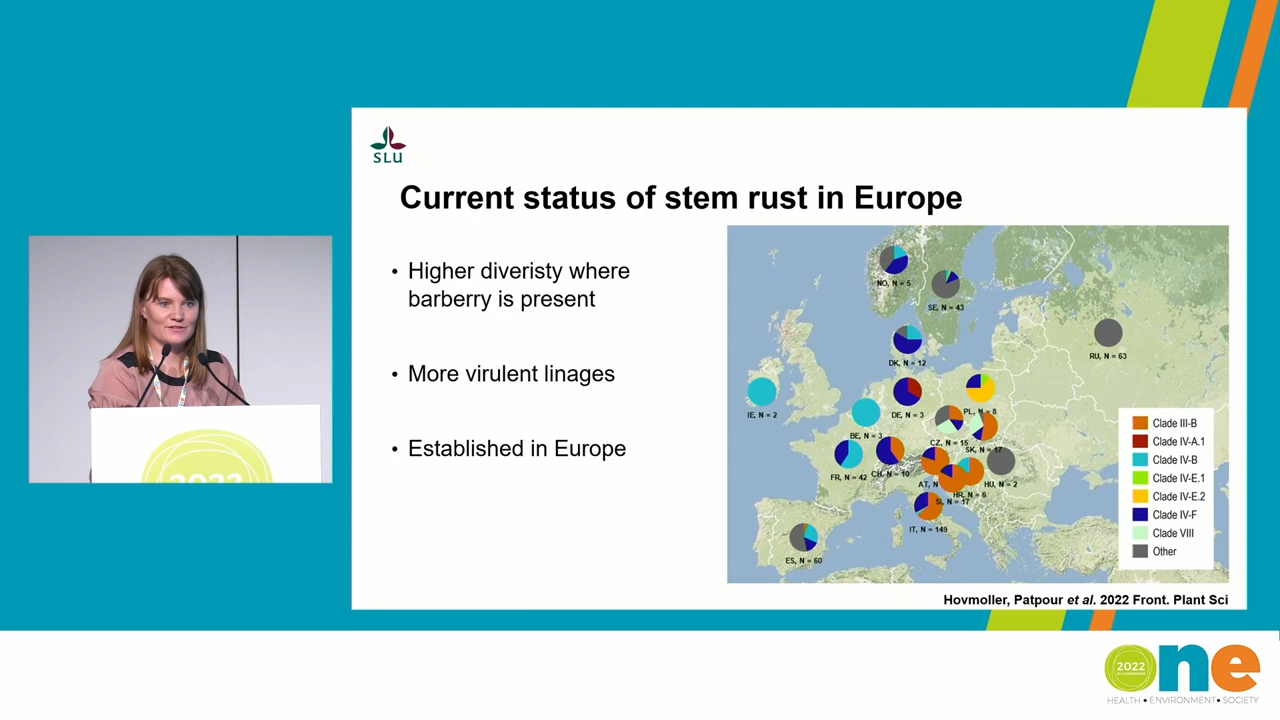 SLU
Current status of stem rust in Europe
• Higher diveristy where
barberry is present
• More virulent linages
• Established in Europe
NO, N = 5
SE, N = 43
RU, N = 63
DK, N = 12
IE, N = 2
DE, N = 3
PL, N = 8
BE, N = 3
CZ, N = 15
SK, N = 17
FR, N = 42
CH, N = 10
AT, N
HU, N = 2
HR, N = 6
SI, N = 17
IT, N = 149
ES, N = 60
Clade III-B
Clade IV-A.1
Clade IV-B
Clade IV-E.1
Clade IV-E.2
Clade IV-F
Clade VIII
Other
Hovmoller, Patpour et al. 2022 Front. Plant Sci
2022
2022
one
HEALTH • ENVIRONMENT • SOCIETY